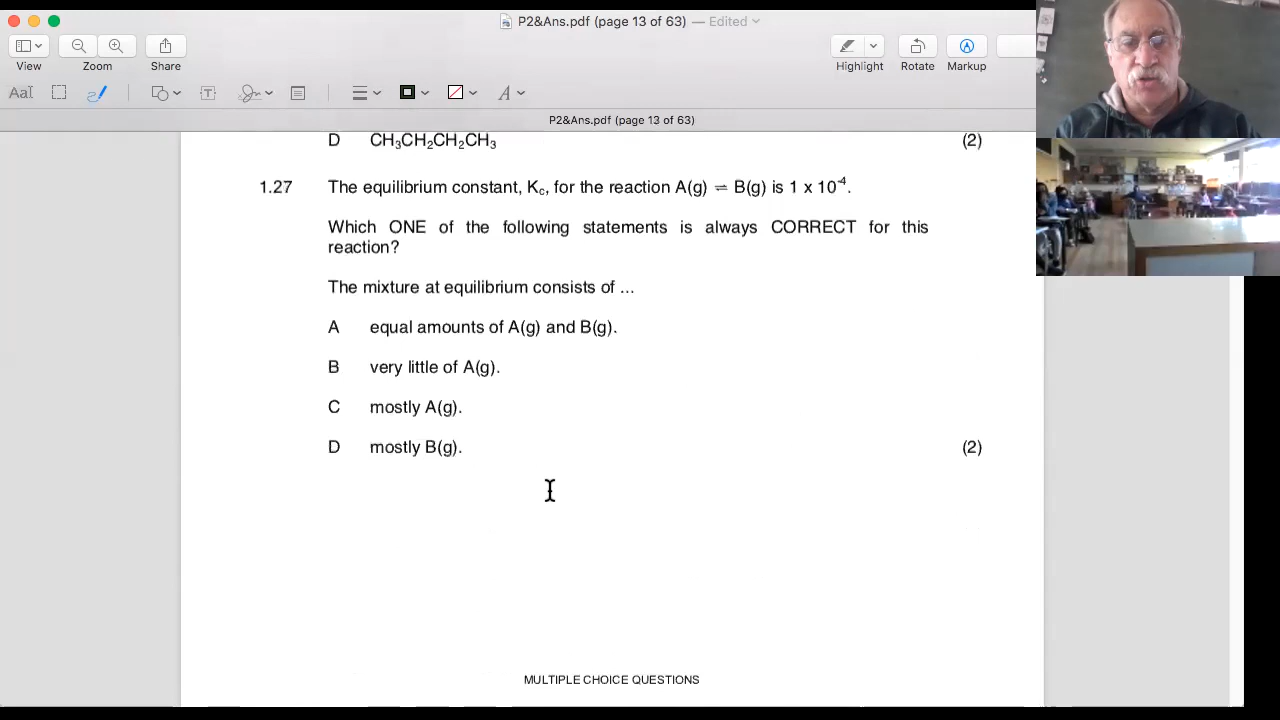 P2&Ans.pdf (page 13 of 63) — Edited
View
Zoom
Share
Highlight
Rotate
Markup
AaI
T
A
P2&Ans.pdf (page 13 of 63)
D CH₃CH₂CH₂CH₃ (2)
1.27 The equilibrium constant, Kc, for the reaction A(g) ⇌ B(g) is 1 x 10⁻⁴.
Which ONE of the following statements is always CORRECT for this
reaction?
The mixture at equilibrium consists of ...
A equal amounts of A(g) and B(g).
B very little of A(g).
C mostly A(g).
D mostly B(g). (2)
MULTIPLE CHOICE QUESTIONS